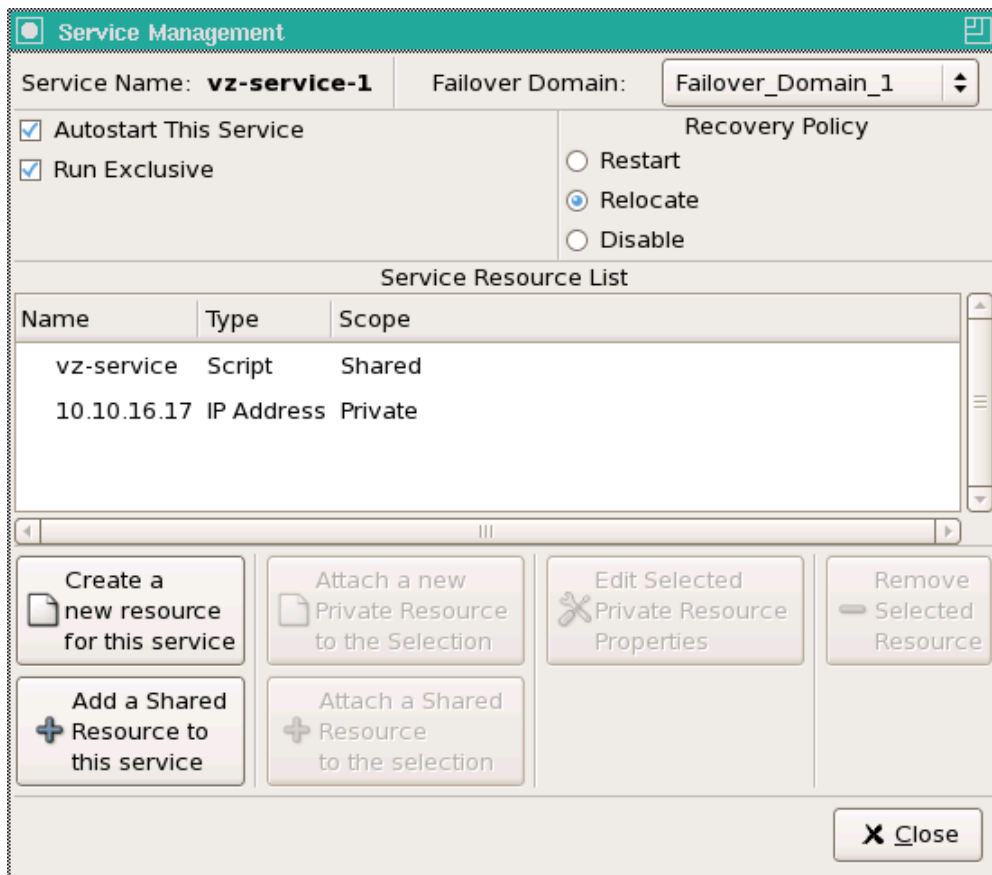 Service Management
Service Name: vz-service-1 Failover Domain: Failover_Domain_1
Autostart This Service
Run Exclusive
Recovery Policy
Restart
Relocate
Disable
Service Resource List
Name Type Scope
vz-service Script Shared
10.10.16.17 IP Address Private
Create a
new resource
for this service
Attach a new
Private Resource
to the Selection
Edit Selected
Private Resource
Properties
Remove
Selected
Resource
Add a Shared
Resource to
this service
Attach a Shared
Resource
to the selection
Close